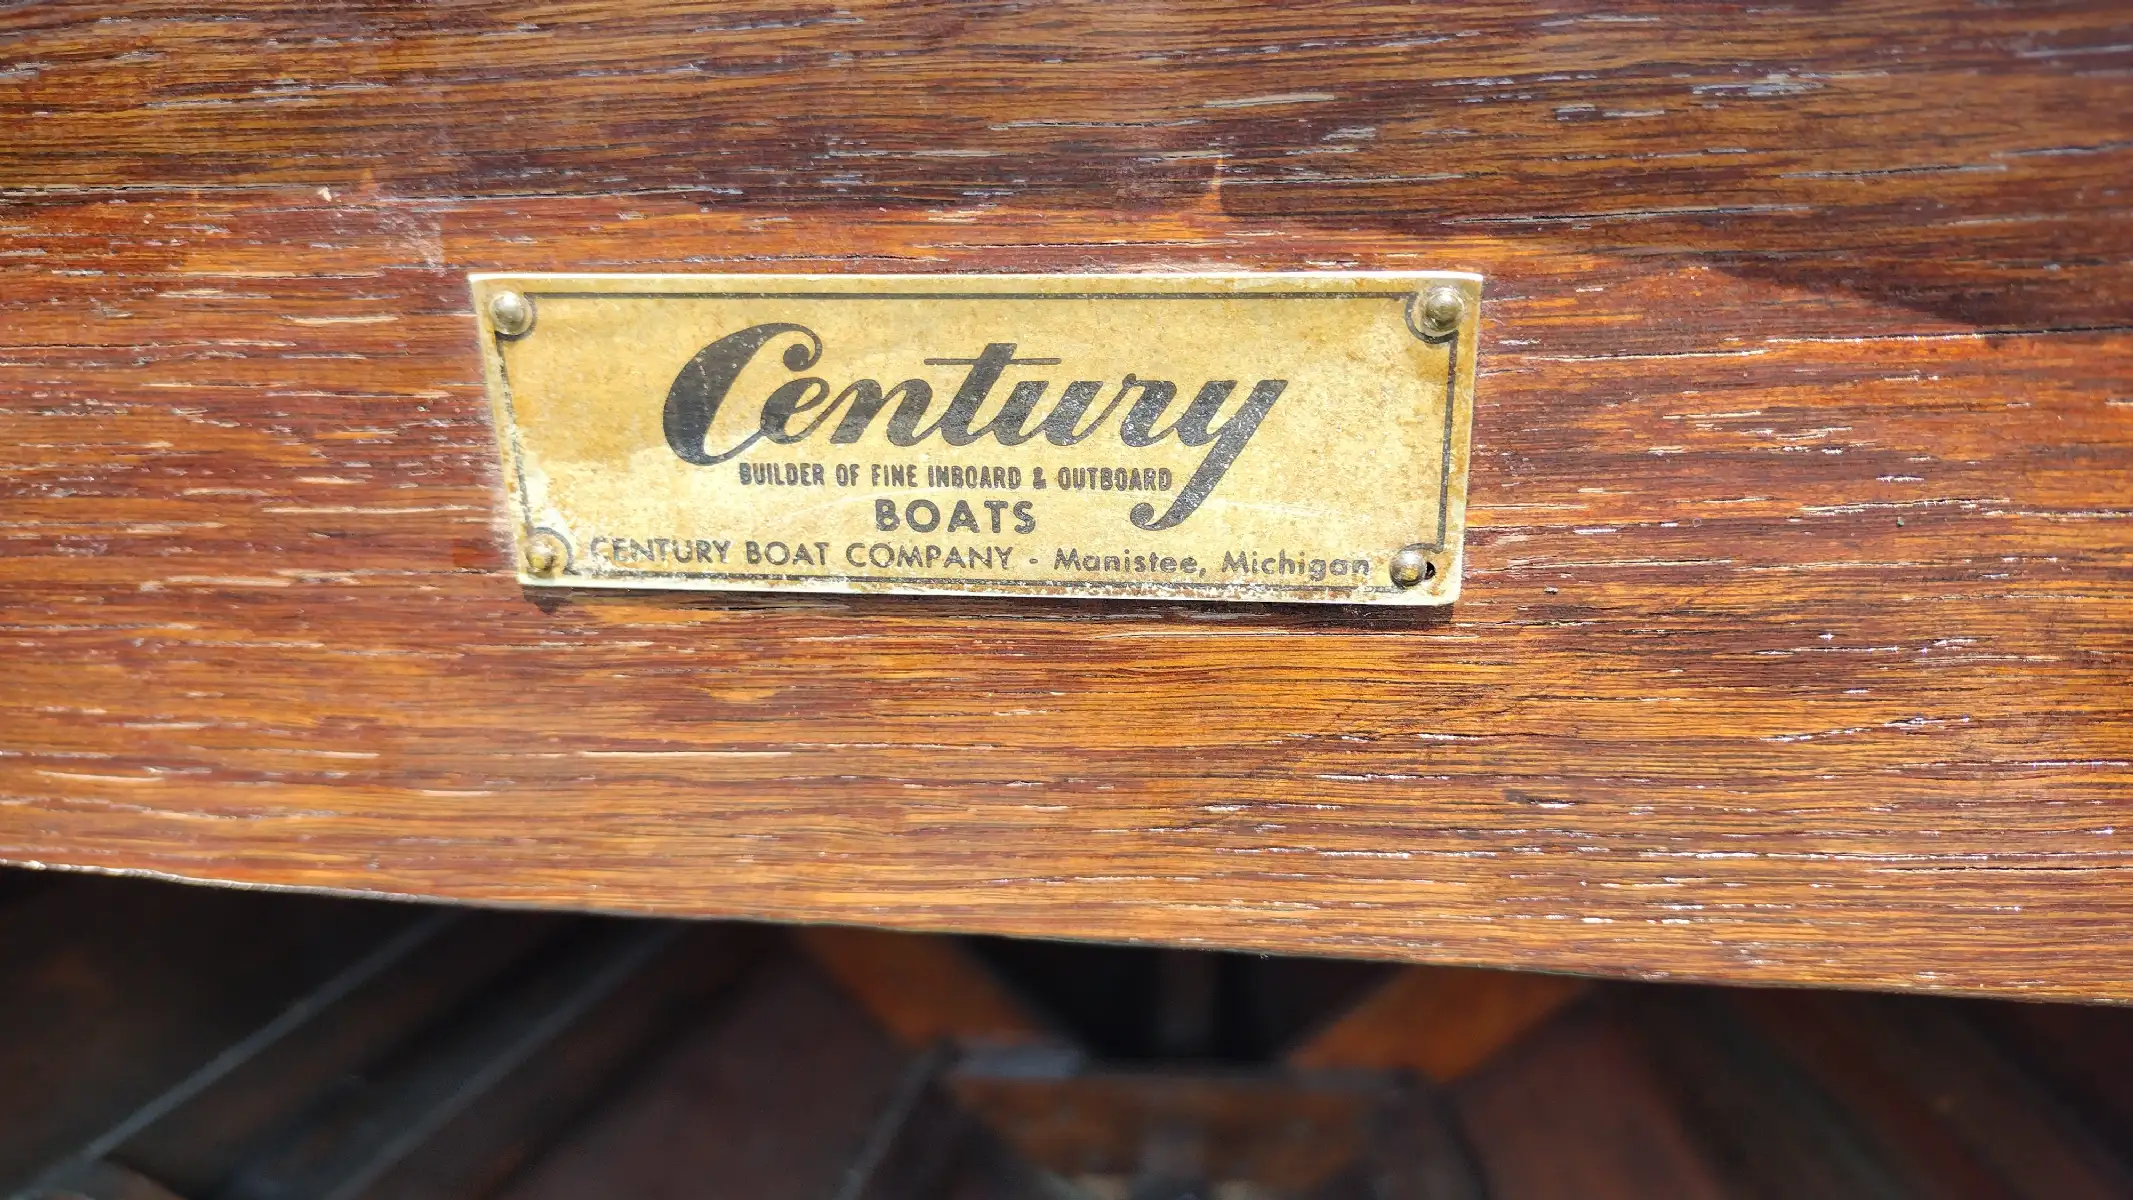 Century
BUILDER OF FINE INBOARD & OUTBOARD
BOATS
CENTURY BOAT COMPANY - Manistee, Michigan